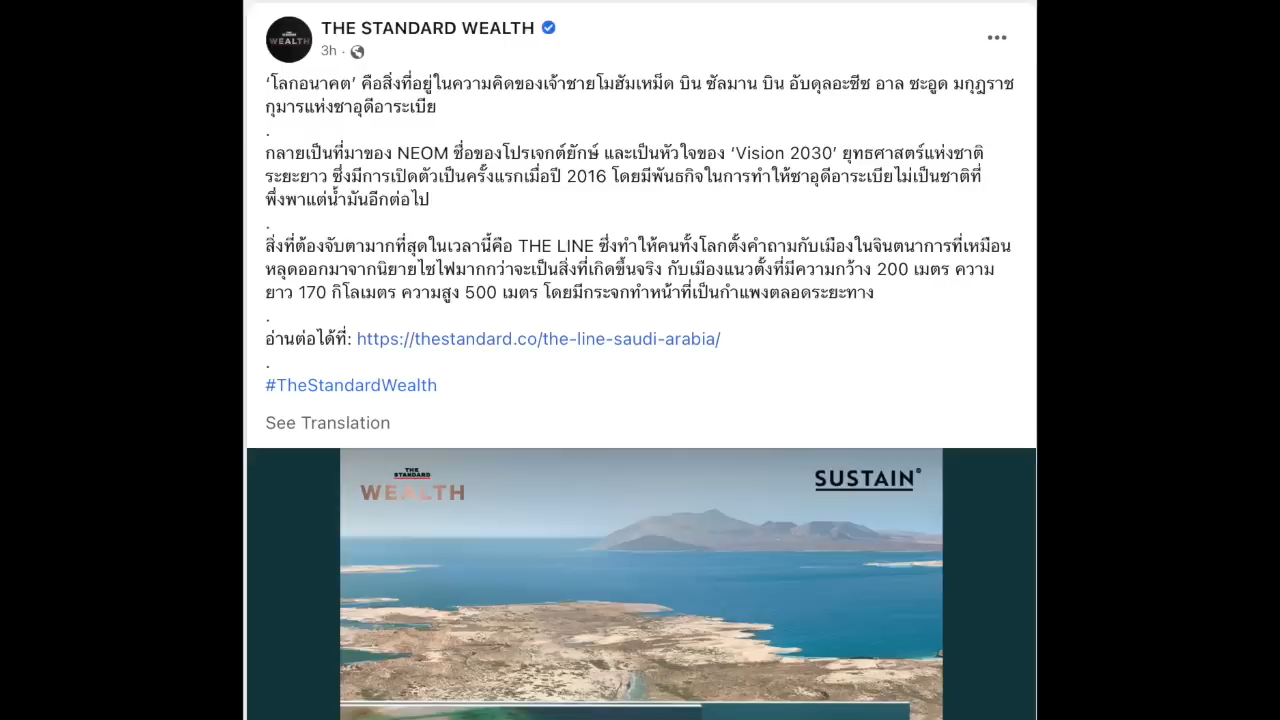 THE STANDARD WEALTH
3h ·
WEALTH
‘โลกอนาคต’ คือสิ่งที่อยู่ในความคิดของเจ้าชายโมฮัมเหม็ด บิน ซัลมาน บิน อับดุลอะซีซ อาล ซะอูด มกุฎราช
กุมารแห่งซาอุดีอาระเบีย
.
กลายเป็นที่มาของ NEOM ชื่อของโปรเจกต์ยักษ์ และเป็นหัวใจของ ‘Vision 2030’ ยุทธศาสตร์แห่งชาติ
ระยะยาว ซึ่งมีการเปิดตัวเป็นครั้งแรกเมื่อปี 2016 โดยมีพันธกิจในการทำให้ซาอุดีอาระเบียไม่เป็นชาติที่
พึ่งพาแต่น้ำมันอีกต่อไป
.
สิ่งที่ต้องจับตามากที่สุดในเวลานี้คือ THE LINE ซึ่งทำให้คนทั้งโลกตั้งคำถามกับเมืองในจินตนาการที่เหมือน
หลุดออกมาจากนิยายไซไฟมากกว่าจะเป็นสิ่งที่เกิดขึ้นจริง กับเมืองแนวตั้งที่มีความกว้าง 200 เมตร ความ
ยาว 170 กิโลเมตร ความสูง 500 เมตร โดยมีกระจกทำหน้าที่เป็นกำแพงตลอดระยะทาง
.
อ่านต่อได้ที่: https://thestandard.co/the-line-saudi-arabia/
.
#TheStandardWealth
See Translation
THE
STANDARD
WEALTH
SUSTAIN